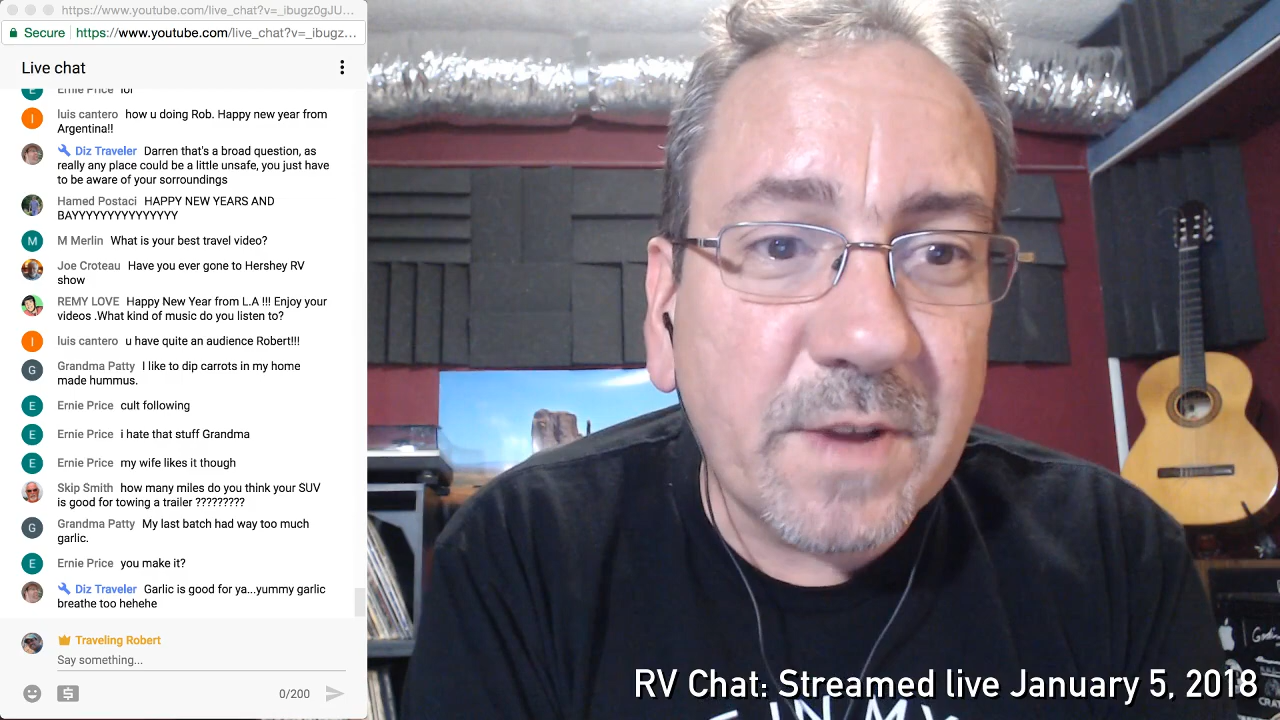 https://www.youtube.com/live_chat?v=_ibugz0gJU...
Secure https://www.youtube.com/live_chat?v=_ibugz...
Live chat
Ernie Price lol
luis cantero how u doing Rob. Happy new year from
Argentina!!
Diz Traveler Darren that's a broad question, as
really any place could be a little unsafe, you just have
to be aware of your sorroundings
Hamed Postaci HAPPY NEW YEARS AND
BAYYYYYYYYYYYYYYY
M Merlin What is your best travel video?
Joe Croteau Have you ever gone to Hershey RV
show
REMY LOVE Happy New Year from L.A !!! Enjoy your
videos .What kind of music do you listen to?
luis cantero u have quite an audience Robert!!!
Grandma Patty I like to dip carrots in my home
made hummus.
Ernie Price cult following
Ernie Price i hate that stuff Grandma
Ernie Price my wife likes it though
Skip Smith how many miles do you think your SUV
is good for towing a trailer ?????????
Grandma Patty My last batch had way too much
garlic.
Ernie Price you make it?
Diz Traveler Garlic is good for ya...yummy garlic
breathe too hehehe
Traveling Robert
Say something...
0/200
RV Chat: Streamed live January 5, 2018
IN MY